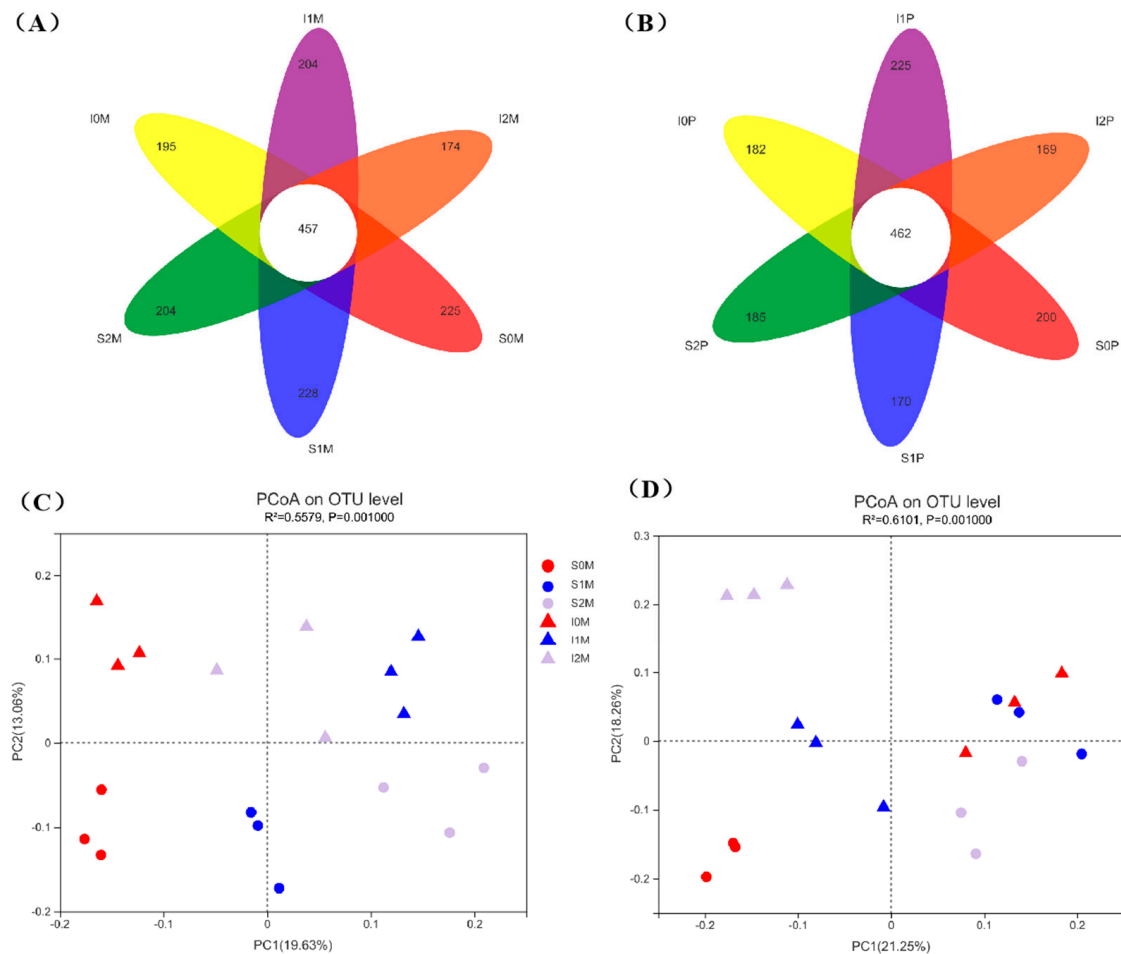 (A)
I1M
204
I0M
195
I2M
174
457
204
S2M
225
S0M
228
S1M
(B)
I1P
225
I0P
182
I2P
169
462
185
S2P
200
S0P
170
S1P
(C)
PCoA on OTU level
R²=0.5579, P=0.001000
0.2
0.1
0
-0.1
-0.2
PC2(13.06%)
-0.2
-0.1
0
0.1
0.2
PC1(19.63%)
S0M
S1M
S2M
I0M
I1M
I2M
(D)
PCoA on OTU level
R²=0.6101, P=0.001000
0.3
0.2
0.1
0
-0.1
-0.2
PC2(18.26%)
-0.2
-0.1
0
0.1
0.2
PC1(21.25%)